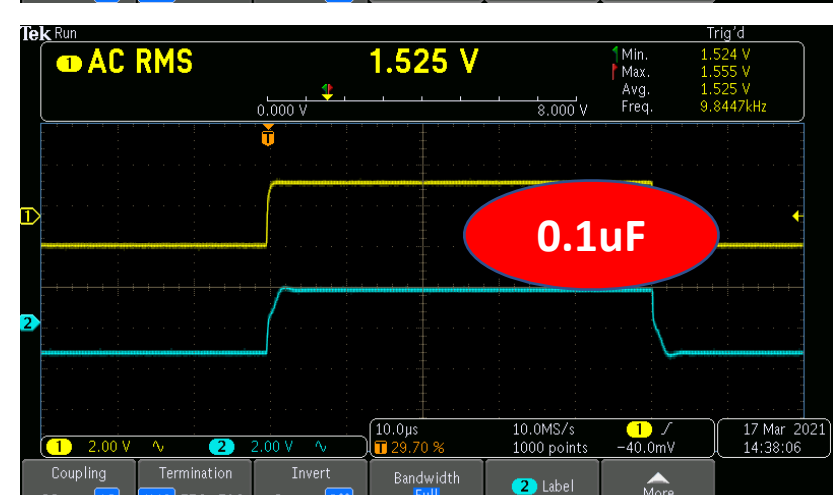 Tek Run Trig'd
1 AC RMS 1.525 V
Min. 1.524 V
Max. 1.555 V
Avg. 1.525 V
Freq. 9.8447kHz
0.000 V 8.000 V
T
1
0.1uF
2
1 2.00 V 2 2.00 V
10.0µs 10.0MS/s 1
T 29.70 % 1000 points -40.0mV
17 Mar 2021
14:38:06
Coupling Termination Invert Bandwidth 2 Label More
Full